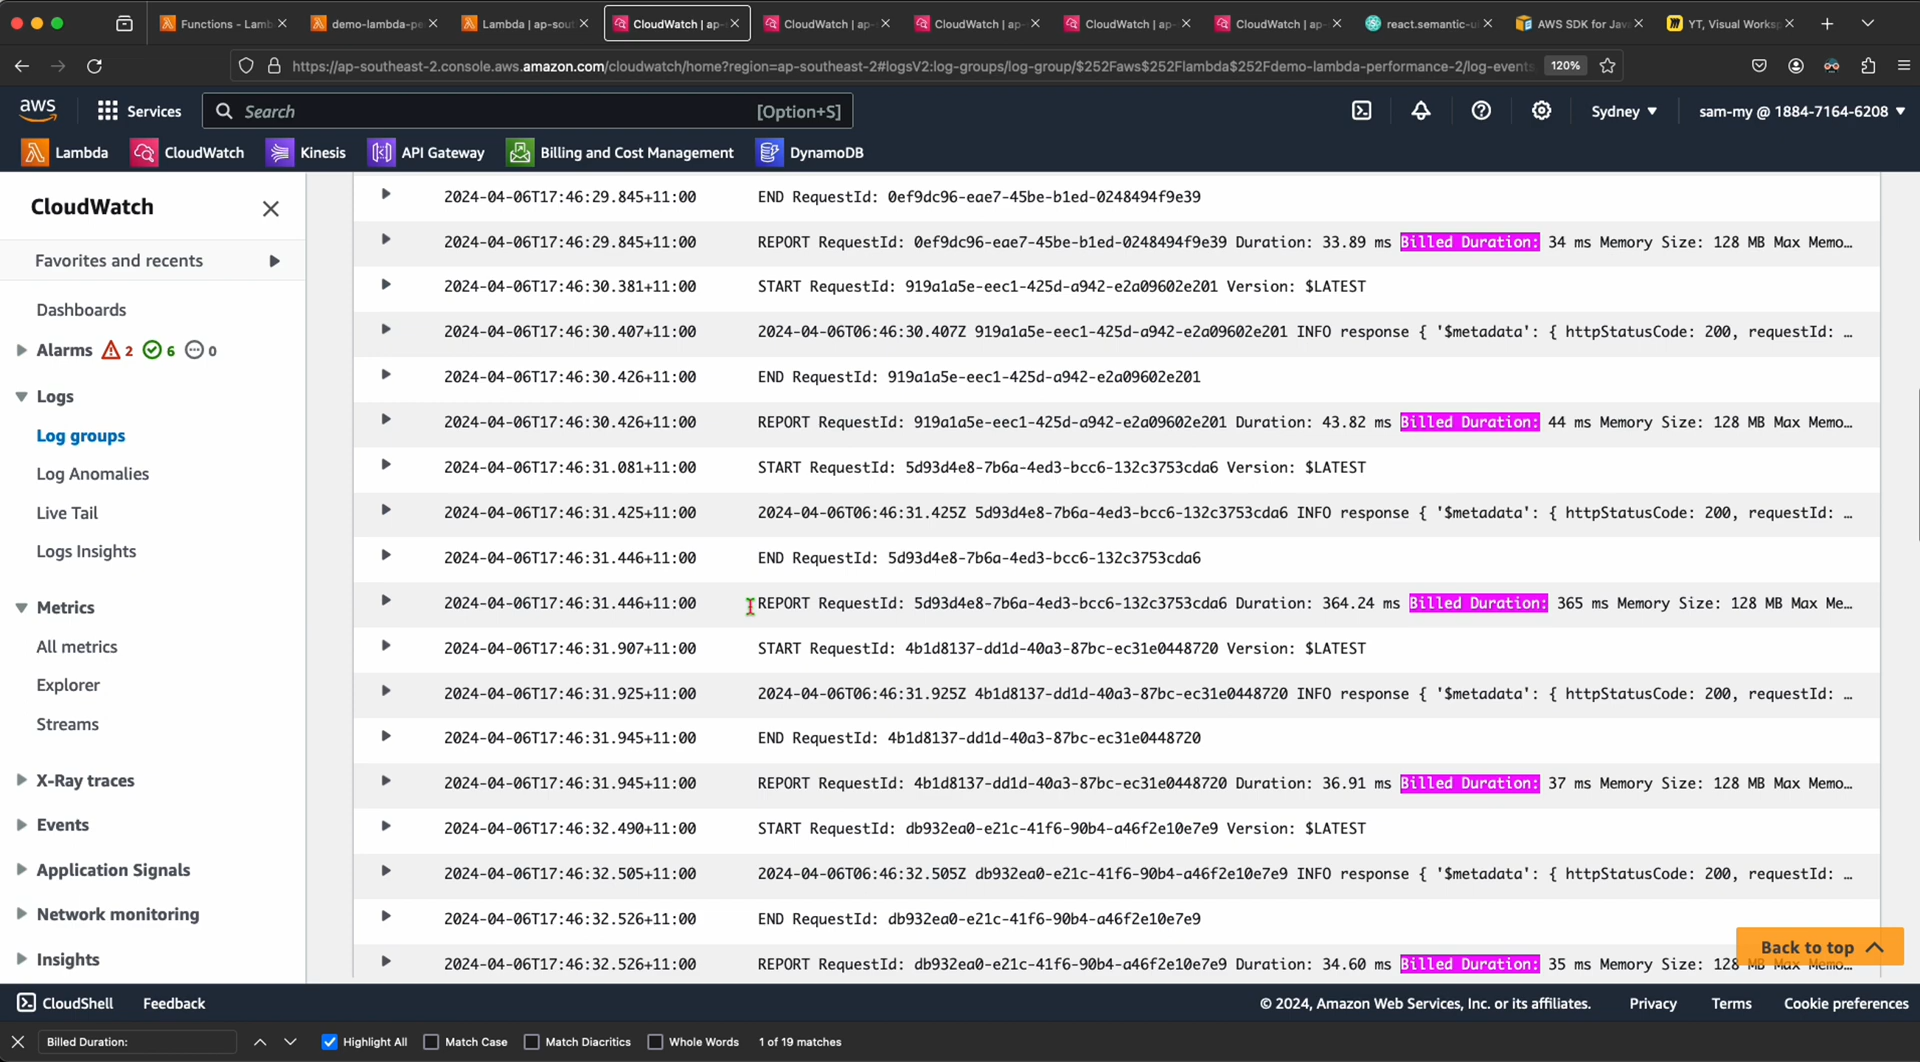 Functions - Lamb
demo-lambda-pe
Lambda | ap-sout
CloudWatch | ap-
CloudWatch | ap-
CloudWatch | ap-
CloudWatch | ap-
CloudWatch | ap-
react.semantic-u
AWS SDK for Jav
YT, Visual Works
https://ap-southeast-2.console.aws.amazon.com/cloudwatch/home?region=ap-southeast-2#logsV2:log-groups/log-group/$252Faws$252Flambda$252Fdemo-lambda-performance-2/log-events
120%
aws
Services
Search
[Option+S]
Sydney
sam-my @ 1884-7164-6208
Lambda
CloudWatch
Kinesis
API Gateway
Billing and Cost Management
DynamoDB
CloudWatch
Favorites and recents
Dashboards
Alarms 2 6 0
Logs
Log groups
Log Anomalies
Live Tail
Logs Insights
Metrics
All metrics
Explorer
Streams
X-Ray traces
Events
Application Signals
Network monitoring
Insights
2024-04-06T17:46:29.845+11:00 END RequestId: 0ef9dc96-eae7-45be-b1ed-0248494f9e39
2024-04-06T17:46:29.845+11:00 REPORT RequestId: 0ef9dc96-eae7-45be-b1ed-0248494f9e39 Duration: 33.89 ms Billed Duration: 34 ms Memory Size: 128 MB Max Memo…
2024-04-06T17:46:30.381+11:00 START RequestId: 919a1a5e-eec1-425d-a942-e2a09602e201 Version: $LATEST
2024-04-06T17:46:30.407+11:00 2024-04-06T06:46:30.407Z 919a1a5e-eec1-425d-a942-e2a09602e201 INFO response { '$metadata': { httpStatusCode: 200, requestId: …
2024-04-06T17:46:30.426+11:00 END RequestId: 919a1a5e-eec1-425d-a942-e2a09602e201
2024-04-06T17:46:30.426+11:00 REPORT RequestId: 919a1a5e-eec1-425d-a942-e2a09602e201 Duration: 43.82 ms Billed Duration: 44 ms Memory Size: 128 MB Max Memo…
2024-04-06T17:46:31.081+11:00 START RequestId: 5d93d4e8-7b6a-4ed3-bcc6-132c3753cda6 Version: $LATEST
2024-04-06T17:46:31.425+11:00 2024-04-06T06:46:31.425Z 5d93d4e8-7b6a-4ed3-bcc6-132c3753cda6 INFO response { '$metadata': { httpStatusCode: 200, requestId: …
2024-04-06T17:46:31.446+11:00 END RequestId: 5d93d4e8-7b6a-4ed3-bcc6-132c3753cda6
2024-04-06T17:46:31.446+11:00 REPORT RequestId: 5d93d4e8-7b6a-4ed3-bcc6-132c3753cda6 Duration: 364.24 ms Billed Duration: 365 ms Memory Size: 128 MB Max Me…
2024-04-06T17:46:31.907+11:00 START RequestId: 4b1d8137-dd1d-40a3-87bc-ec31e0448720 Version: $LATEST
2024-04-06T17:46:31.925+11:00 2024-04-06T06:46:31.925Z 4b1d8137-dd1d-40a3-87bc-ec31e0448720 INFO response { '$metadata': { httpStatusCode: 200, requestId: …
2024-04-06T17:46:31.945+11:00 END RequestId: 4b1d8137-dd1d-40a3-87bc-ec31e0448720
2024-04-06T17:46:31.945+11:00 REPORT RequestId: 4b1d8137-dd1d-40a3-87bc-ec31e0448720 Duration: 36.91 ms Billed Duration: 37 ms Memory Size: 128 MB Max Memo…
2024-04-06T17:46:32.490+11:00 START RequestId: db932ea0-e21c-41f6-90b4-a46f2e10e7e9 Version: $LATEST
2024-04-06T17:46:32.505+11:00 2024-04-06T06:46:32.505Z db932ea0-e21c-41f6-90b4-a46f2e10e7e9 INFO response { '$metadata': { httpStatusCode: 200, requestId: …
2024-04-06T17:46:32.526+11:00 END RequestId: db932ea0-e21c-41f6-90b4-a46f2e10e7e9
Back to top
2024-04-06T17:46:32.526+11:00 REPORT RequestId: db932ea0-e21c-41f6-90b4-a46f2e10e7e9 Duration: 34.60 ms Billed Duration: 35 ms Memory Size: 128 MB Max Memo…
CloudShell
Feedback
© 2024, Amazon Web Services, Inc. or its affiliates.
Privacy
Terms
Cookie preferences
Billed Duration:
Highlight All
Match Case
Match Diacritics
Whole Words
1 of 19 matches